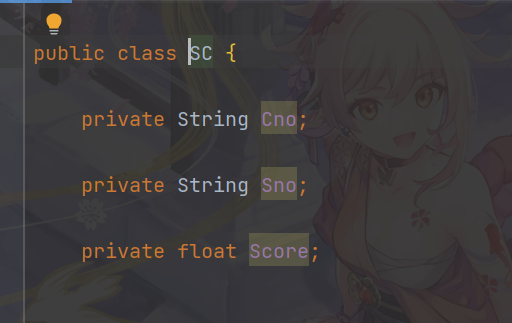 public class SC {
private String Cno;
private String Sno;
private float Score;